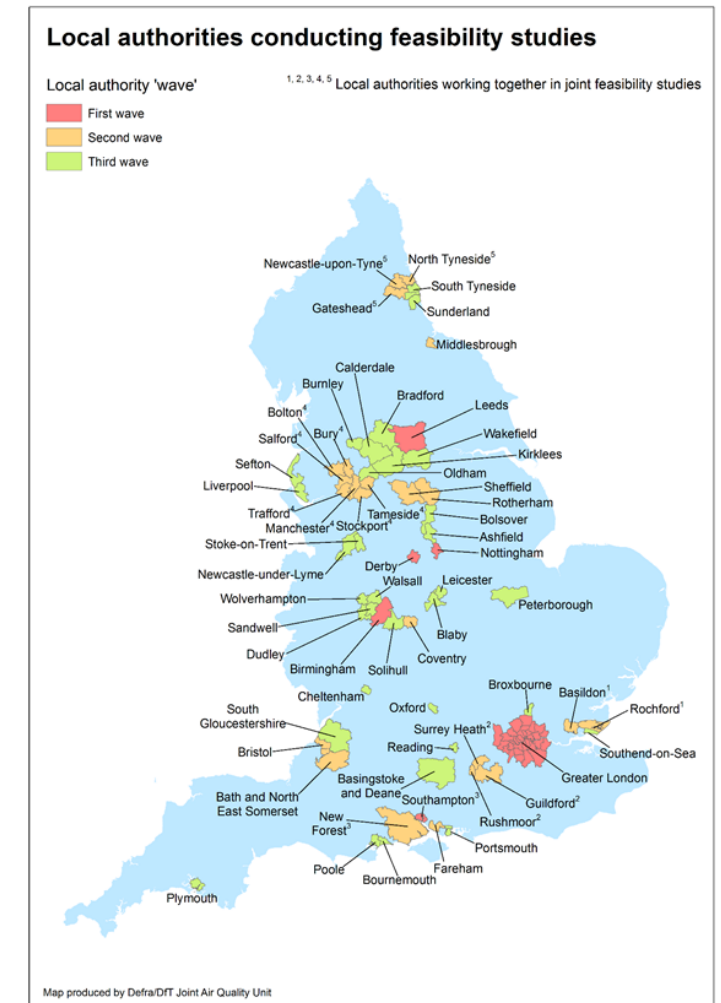 Local authorities conducting feasibility studies
Local authority 'wave'
1, 2, 3, 4, 5 Local authorities working together in joint feasibility studies
First wave
Second wave
Third wave
Newcastle-upon-Tyne5
North Tyneside5
South Tyneside
Gateshead5
Sunderland
Middlesbrough
Calderdale
Burnley
Bradford
Bolton4
Leeds
Salford4
Bury4
Wakefield
Kirklees
Sefton
Oldham
Liverpool
Sheffield
Rotherham
Trafford4
Tameside4
Bolsover
Manchester4
Stockport4
Ashfield
Stoke-on-Trent
Nottingham
Derby
Newcastle-under-Lyme
Walsall
Leicester
Wolverhampton
Peterborough
Sandwell
Blaby
Dudley
Coventry
Birmingham
Solihull
Cheltenham
Broxbourne
Basildon1
Oxford
Rochford1
South
Gloucestershire
Surrey Heath2
Reading
Southend-on-Sea
Bristol
Basingstoke
and Deane
Greater London
Bath and North
East Somerset
Southampton3
Guildford2
New
Forest3
Rushmoor2
Portsmouth
Poole
Fareham
Bournemouth
Plymouth
Map produced by Defra/DfT Joint Air Quality Unit